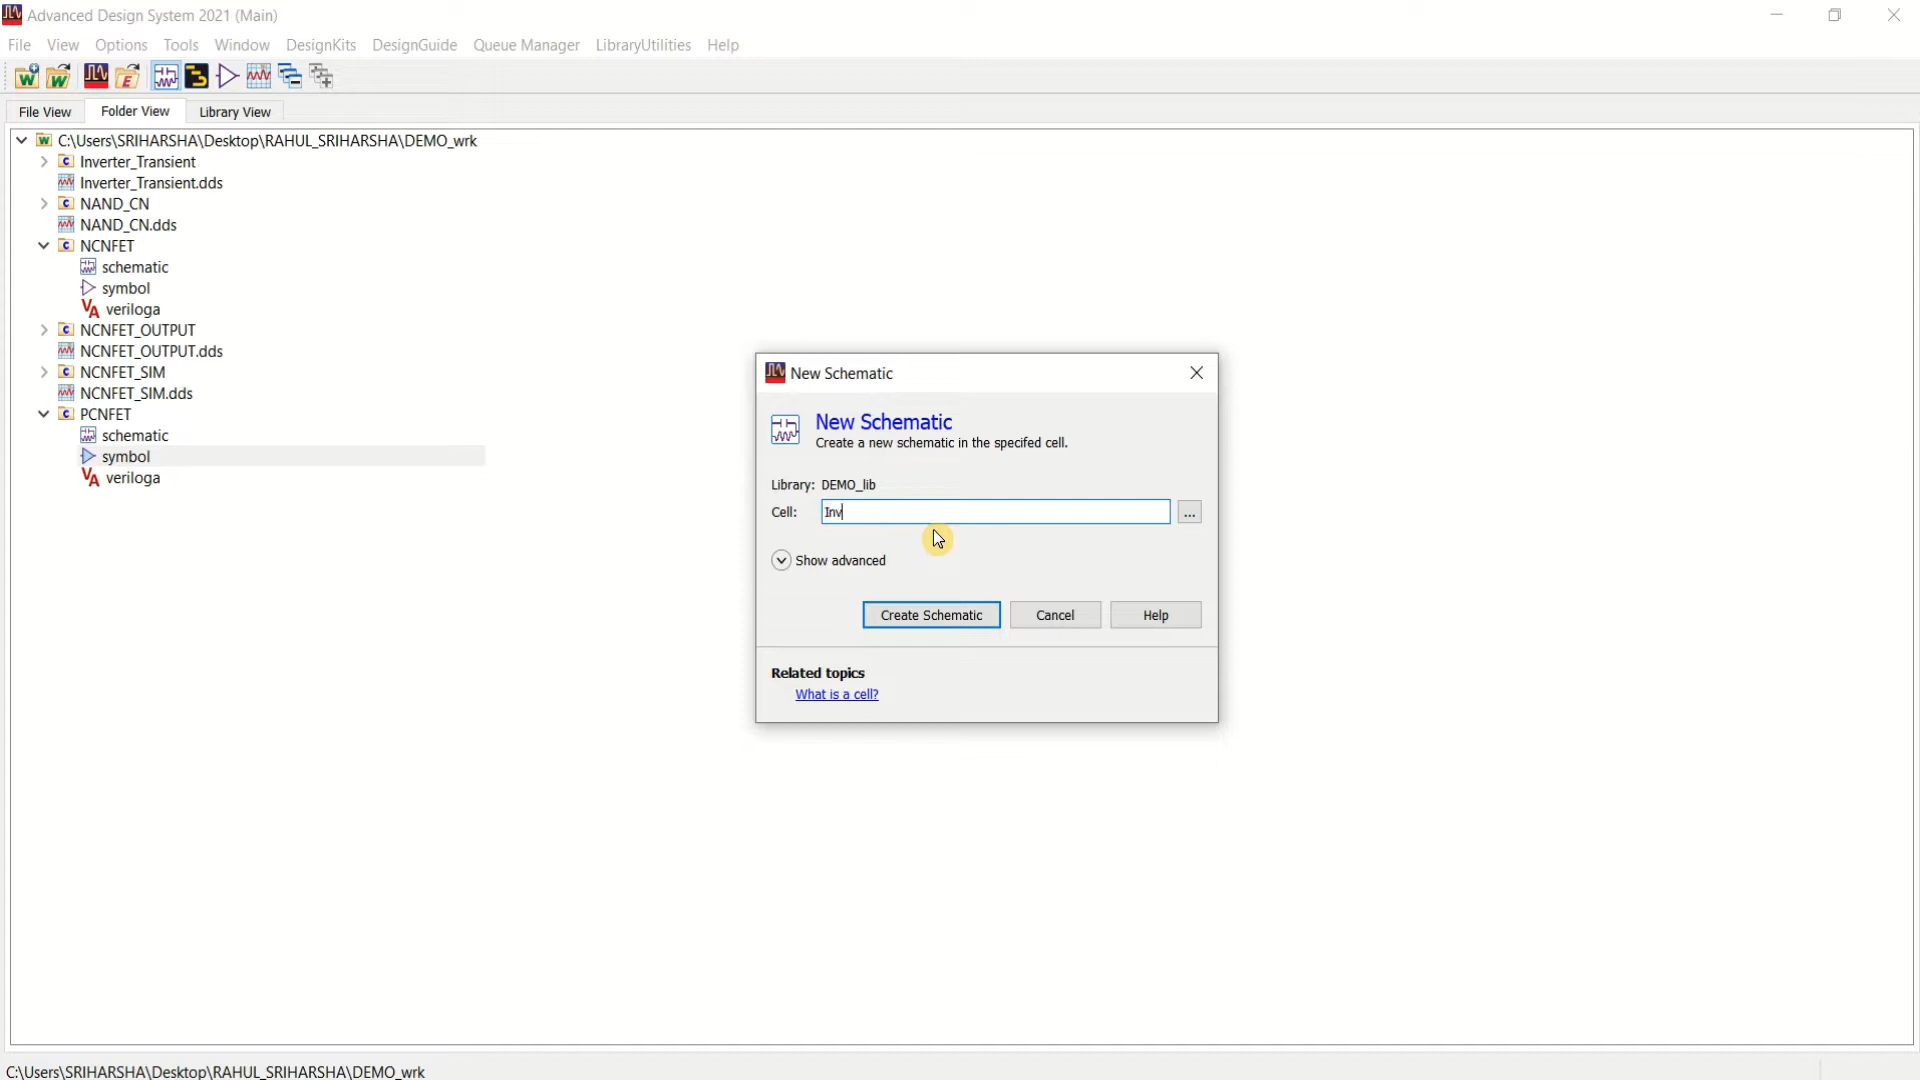 Advanced Design System 2021 (Main)
File View Options Tools Window DesignKits DesignGuide Queue Manager LibraryUtilities Help
File View Folder View Library View
C:\Users\SRIHARSHA\Desktop\RAHUL_SRIHARSHA\DEMO_wrk
Inverter_Transient
Inverter_Transient.dds
NAND_CN
NAND_CN.dds
NCNFET
schematic
symbol
veriloga
NCNFET_OUTPUT
NCNFET_OUTPUT.dds
NCNFET_SIM
NCNFET_SIM.dds
PCNFET
schematic
symbol
veriloga
New Schematic
New Schematic
Create a new schematic in the specifed cell.
Library: DEMO_lib
Cell: Inv ...
Show advanced
Create Schematic Cancel Help
Related topics
What is a cell?
C:\Users\SRIHARSHA\Desktop\RAHUL_SRIHARSHA\DEMO_wrk